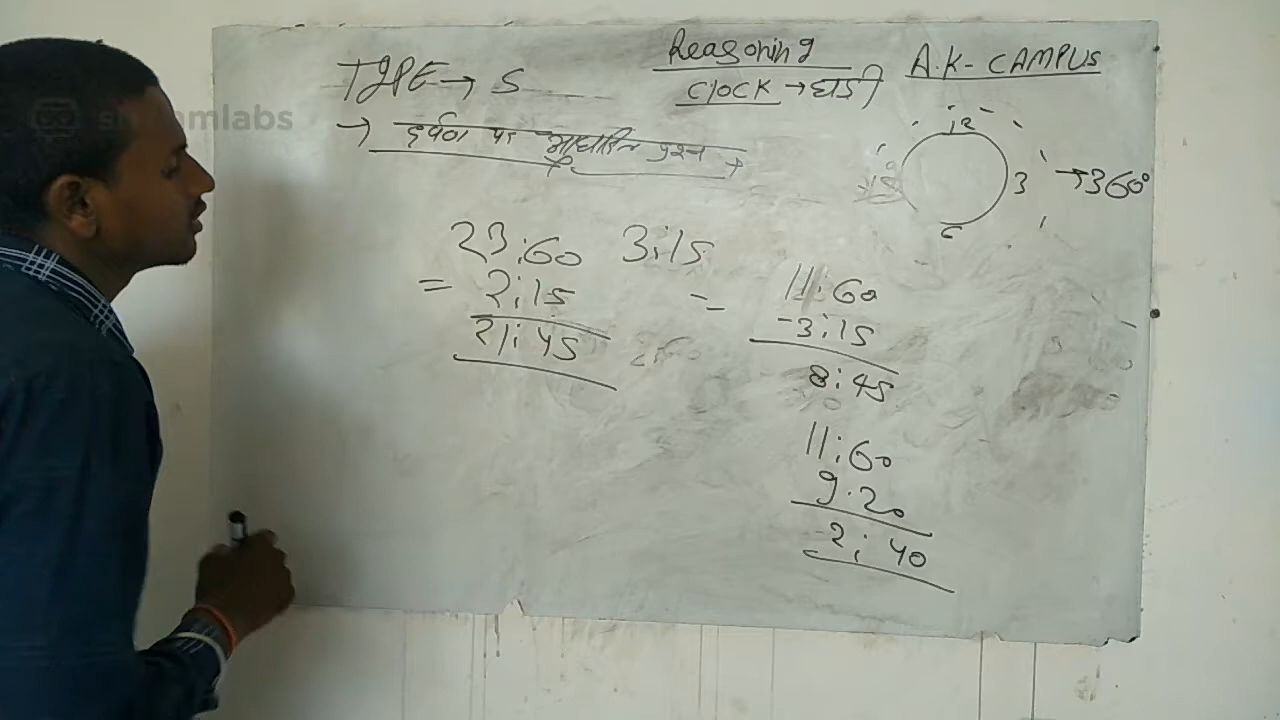 Reasoning
A.K- CAMPUS
TYPE → 5
CLOCK → घड़ी
→ दर्पण पर आधारित प्रश्न →
12
3 → 360°
6
23:60
= 2:15
21:45
3:15
= 11:60
-3:15
8:45
11:60
9.20
2:40